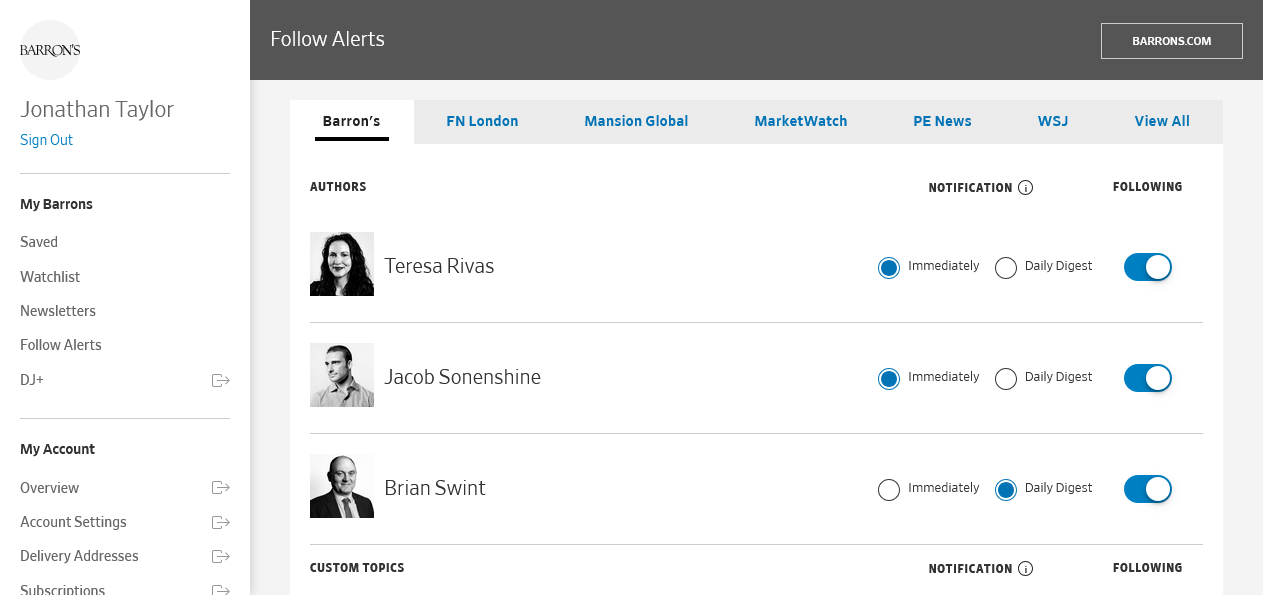 BARRON'S
Jonathan Taylor
Sign Out
My Barrons
Saved
Watchlist
Newsletters
Follow Alerts
DJ+
My Account
Overview
Account Settings
Delivery Addresses
Subscriptions
Follow Alerts
BARRONS.COM
Barron's FN London Mansion Global MarketWatch PE News WSJ View All
AUTHORS NOTIFICATION FOLLOWING
Teresa Rivas Immediately Daily Digest
Jacob Sonenshine Immediately Daily Digest
Brian Swint Immediately Daily Digest
CUSTOM TOPICS NOTIFICATION FOLLOWING